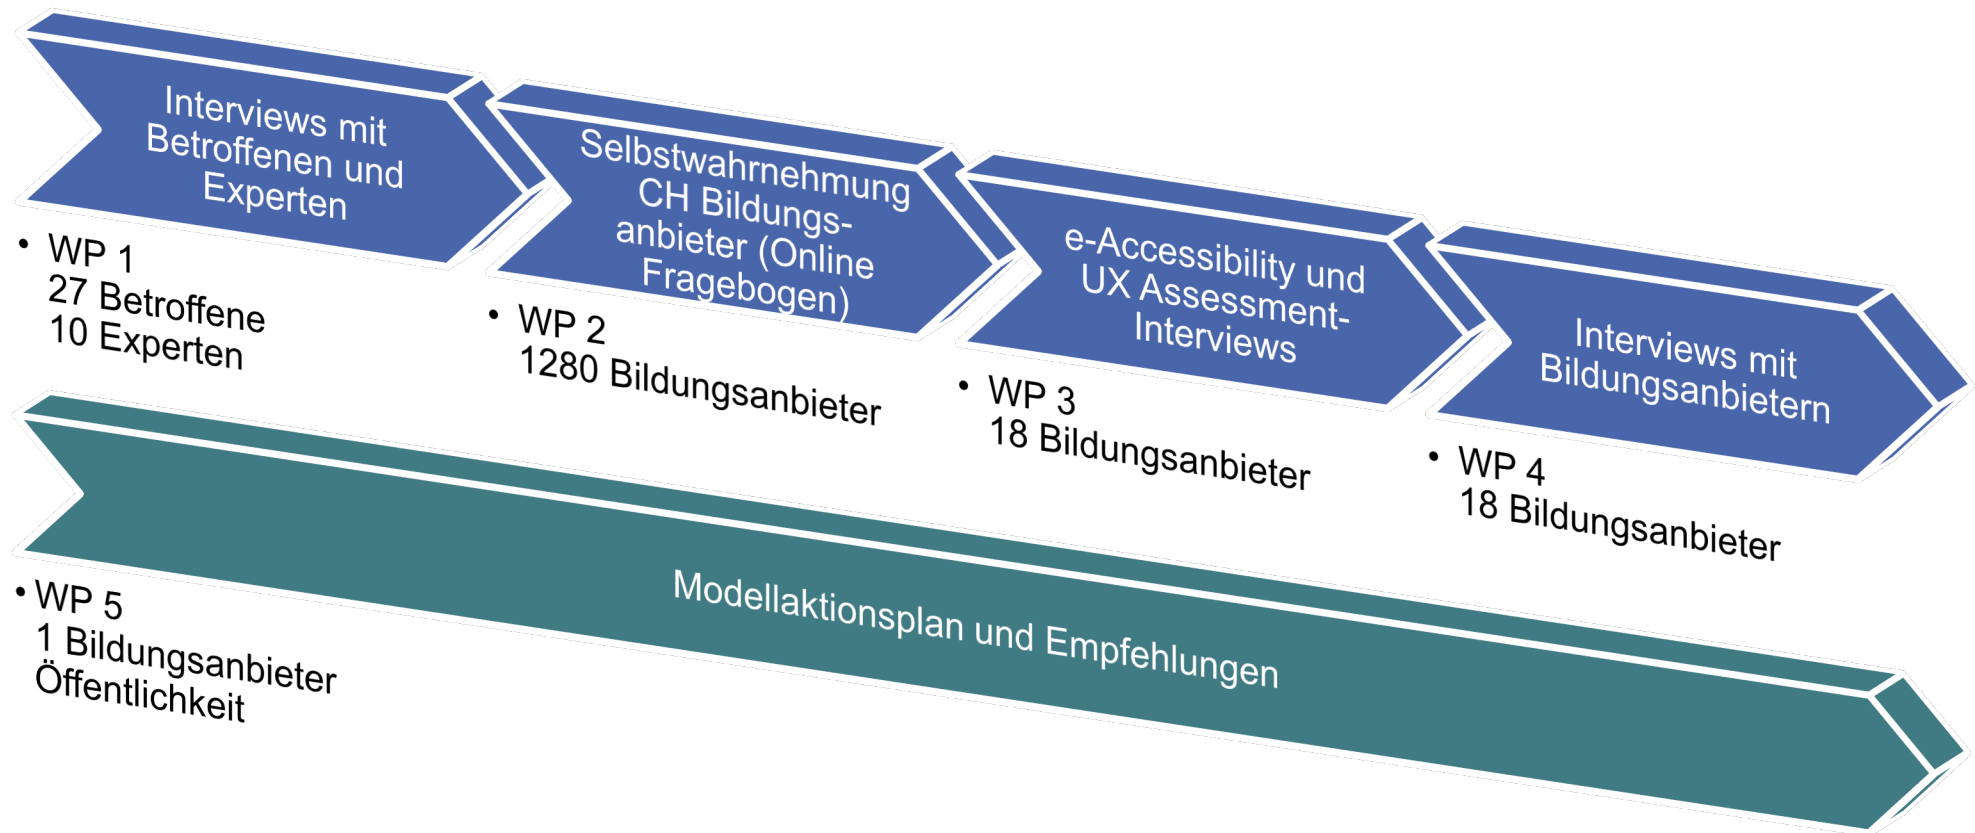 Interviews mit
Betroffenen und
Experten
• WP 1
27 Betroffene
10 Experten
Selbstwahrnehmung
CH Bildungs-
anbieter (Online
Fragebogen)
• WP 2
1280 Bildungsanbieter
e-Accessibility und
UX Assessment-
Interviews
• WP 3
18 Bildungsanbieter
Interviews mit
Bildungsanbietern
• WP 4
18 Bildungsanbieter
Modellaktionsplan und Empfehlungen
• WP 5
1 Bildungsanbieter
Öffentlichkeit